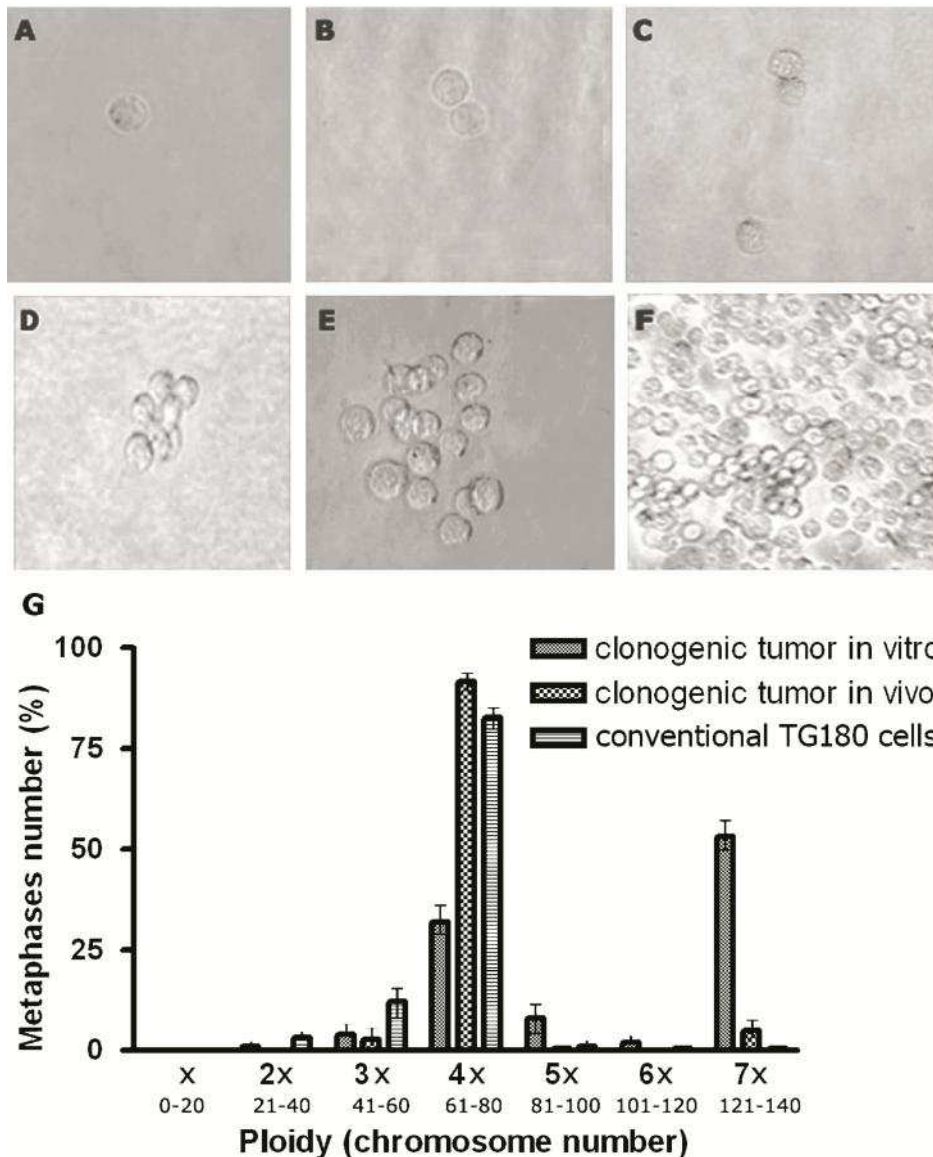 A
B
C
D
E
F
G
100
75
50
25
0
Metaphases number (%)
clonogenic tumor in vitro
clonogenic tumor in vivo
conventional TG180 cells
x 2x 3x 4x 5x 6x 7x
0-20 21-40 41-60 61-80 81-100 101-120 121-140
Ploidy (chromosome number)